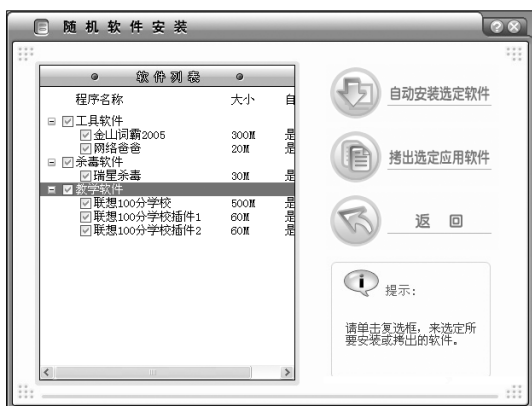 随机软件安装
软件列表
程序名称 大小 自
工具软件
金山词霸2005 300M 是
网络爸爸 20M 是
杀毒软件
瑞星杀毒 30M 是
教学软件
联想100分学校 500M 是
联想100分学校插件1 60M 是
联想100分学校插件2 60M 是
自动安装选定软件
拷出选定应用软件
返回
提示:
请单击复选框，来选定所
要安装或拷出的软件。